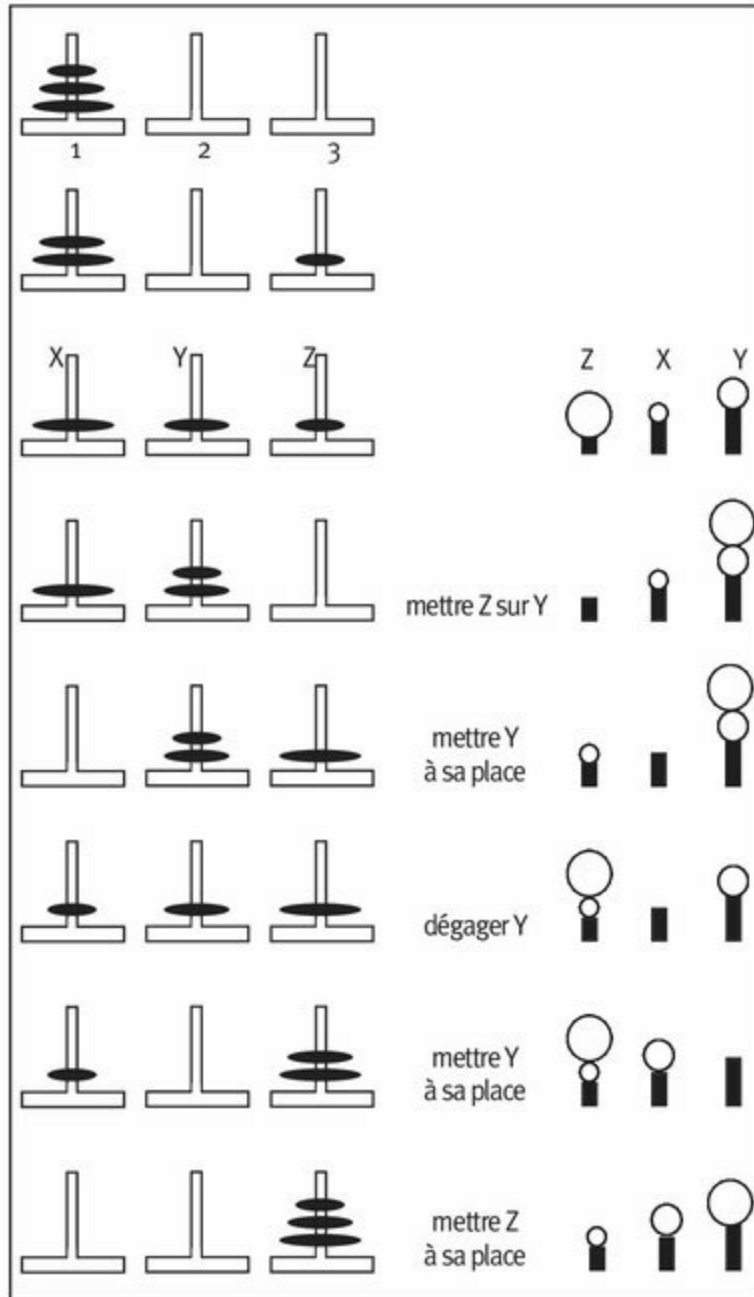 1 2 3
X Y Z Z X Y
mettre Z sur Y
mettre Y
à sa place
dégager Y
mettre Y
à sa place
mettre Z
à sa place